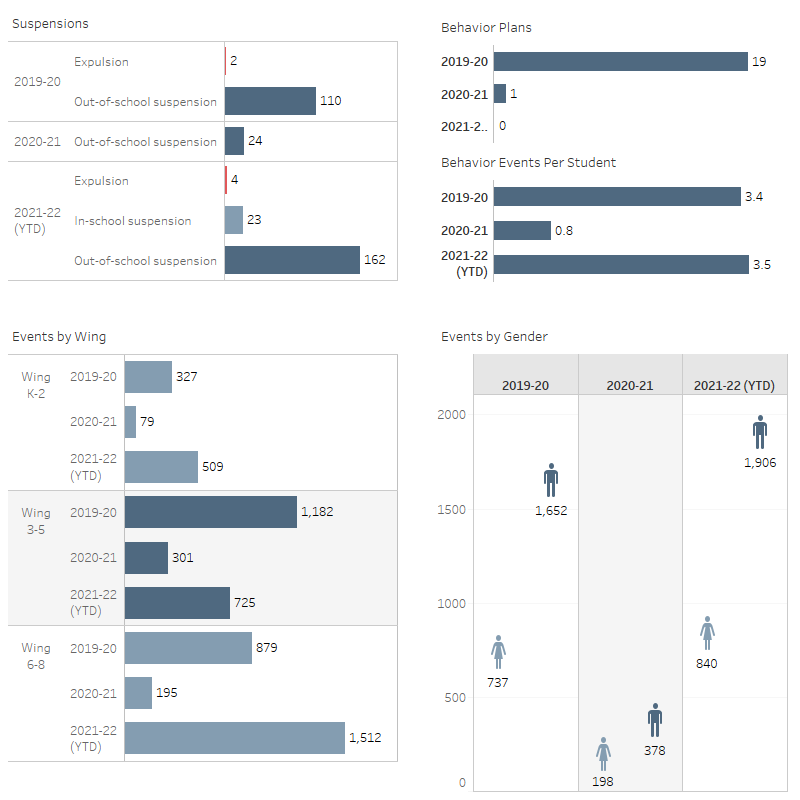 Suspensions
2019-20
Expulsion
2
Out-of-school suspension
110
2020-21
Out-of-school suspension
24
2021-22
(YTD)
Expulsion
4
In-school suspension
23
Out-of-school suspension
162
Behavior Plans
2019-20
19
2020-21
1
2021-2..
0
Behavior Events Per Student
2019-20
3.4
2020-21
0.8
2021-22
(YTD)
3.5
Events by Wing
Wing
K-2
2019-20
327
2020-21
79
2021-22
(YTD)
509
Wing
3-5
2019-20
1,182
2020-21
301
2021-22
(YTD)
725
Wing
6-8
2019-20
879
2020-21
195
2021-22
(YTD)
1,512
Events by Gender
2019-20
2020-21
2021-22 (YTD)
2000
1500
1000
500
0
1,652
737
378
198
1,906
840